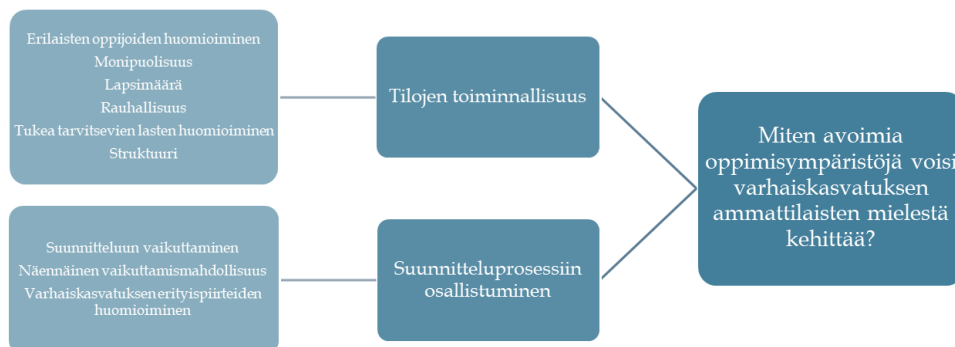 Erilaisten oppijoiden huomioiminen
Monipuolisuus
Lapsimäärä
Rauhallisuus
Tukea tarvitsevien lasten huomioiminen
Struktuuri
Tilojen toiminnallisuus
Suunnitteluun vaikuttaminen
Näennäinen vaikuttamismahdollisuus
Varhaiskasvatuksen erityispiirteiden
huomioiminen
Suunnitteluprosessiin
osallistuminen
Miten avoimia
oppimisympäristöjä voisi
varhaiskasvatuksen
ammattilaisten mielestä
kehittää?